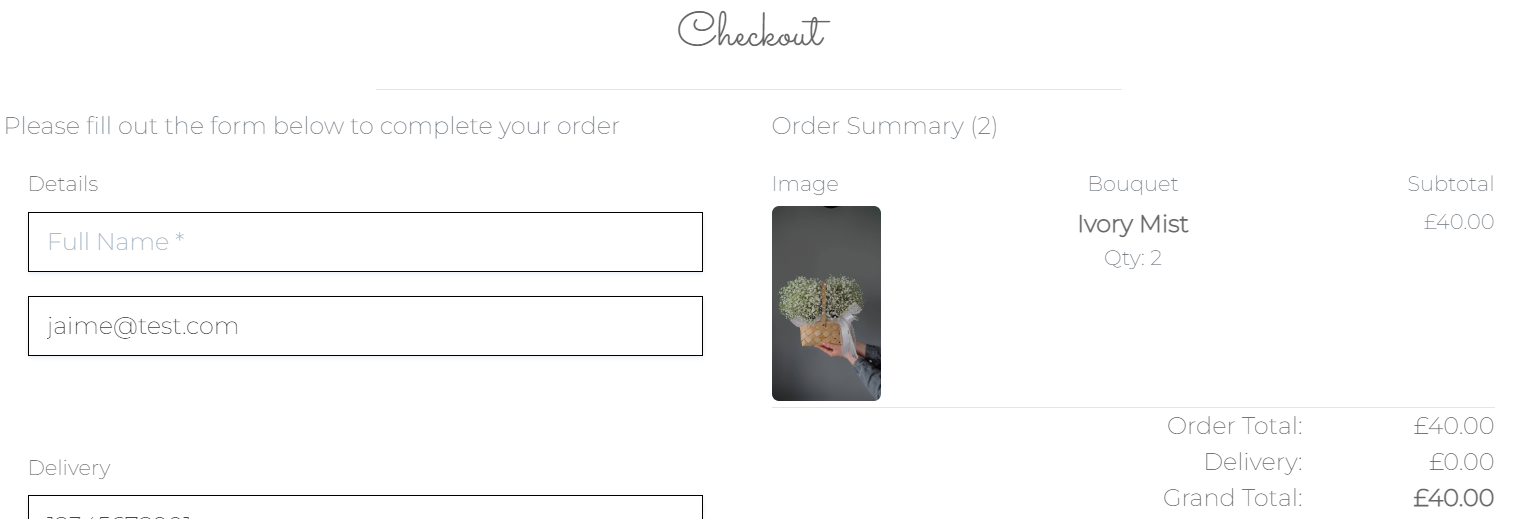 Checkout
Please fill out the form below to complete your order
Details
Full Name *
jaime@test.com
Delivery
Order Summary (2)
Image Bouquet Subtotal
Ivory Mist £40.00
Qty: 2
Order Total: £40.00
Delivery: £0.00
Grand Total: £40.00